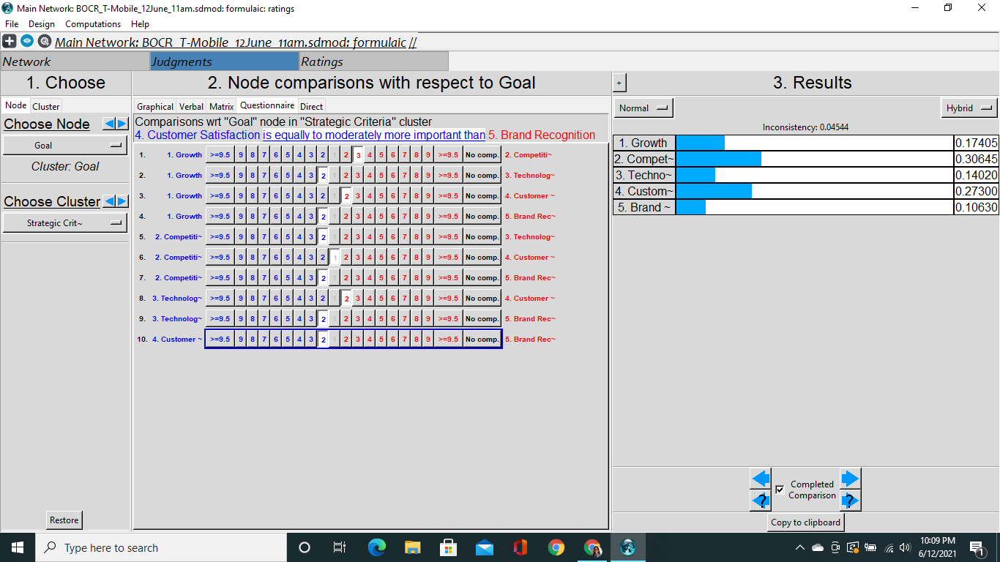 Main Network: BOCR_T-Mobile_12June_11am.sdmod: formulaic: ratings
File Design Computations Help
Main Network: BOCR_T-Mobile_12June_11am.sdmod: formulaic //
Network Judgments Ratings
1. Choose
Node Cluster
Choose Node
Goal
Cluster: Goal
Choose Cluster
Strategic Crit~
Restore
2. Node comparisons with respect to Goal
Graphical Verbal Matrix Questionnaire Direct
Comparisons wrt "Goal" node in "Strategic Criteria" cluster
4. Customer Satisfaction is equally to moderately more important than 5. Brand Recognition
1. 1. Growth >=9.5 9 8 7 6 5 4 3 2 1 2 3 4 5 6 7 8 9 >=9.5 No comp. 2. Competiti~
2. 1. Growth >=9.5 9 8 7 6 5 4 3 2 1 2 3 4 5 6 7 8 9 >=9.5 No comp. 3. Technolog~
3. 1. Growth >=9.5 9 8 7 6 5 4 3 2 1 2 3 4 5 6 7 8 9 >=9.5 No comp. 4. Customer ~
4. 1. Growth >=9.5 9 8 7 6 5 4 3 2 1 2 3 4 5 6 7 8 9 >=9.5 No comp. 5. Brand Rec~
5. 2. Competiti~ >=9.5 9 8 7 6 5 4 3 2 1 2 3 4 5 6 7 8 9 >=9.5 No comp. 3. Technolog~
6. 2. Competiti~ >=9.5 9 8 7 6 5 4 3 2 1 2 3 4 5 6 7 8 9 >=9.5 No comp. 4. Customer ~
7. 2. Competiti~ >=9.5 9 8 7 6 5 4 3 2 1 2 3 4 5 6 7 8 9 >=9.5 No comp. 5. Brand Rec~
8. 3. Technolog~ >=9.5 9 8 7 6 5 4 3 2 1 2 3 4 5 6 7 8 9 >=9.5 No comp. 4. Customer ~
9. 3. Technolog~ >=9.5 9 8 7 6 5 4 3 2 1 2 3 4 5 6 7 8 9 >=9.5 No comp. 5. Brand Rec~
10. 4. Customer ~ >=9.5 9 8 7 6 5 4 3 2 1 2 3 4 5 6 7 8 9 >=9.5 No comp. 5. Brand Rec~
+ 3. Results
Normal Hybrid
Inconsistency: 0.04544
1. Growth 0.17405
2. Compet~ 0.30645
3. Techno~ 0.14020
4. Custom~ 0.27300
5. Brand ~ 0.10630
Completed
Comparison
? ?
Copy to clipboard
Type here to search
10:09 PM
6/12/2021
1